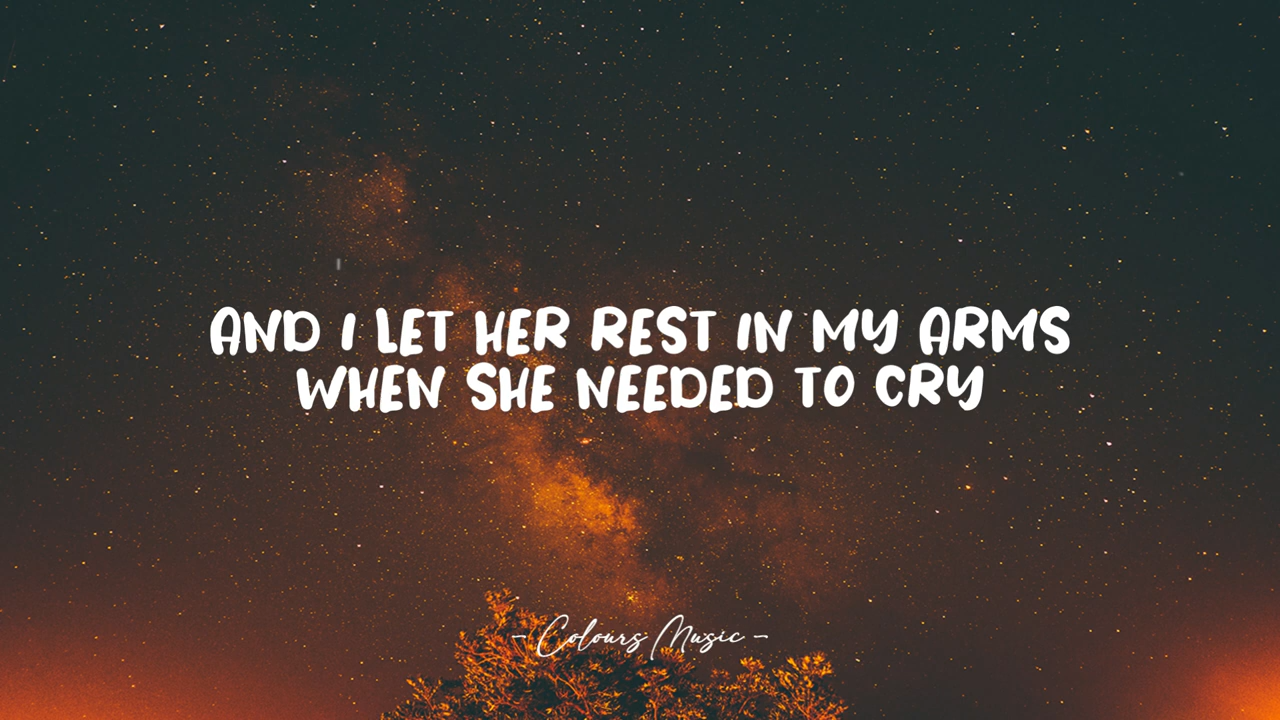 AND I LET HER REST IN MY ARMS
WHEN SHE NEEDED TO CRY
- Colours Music -